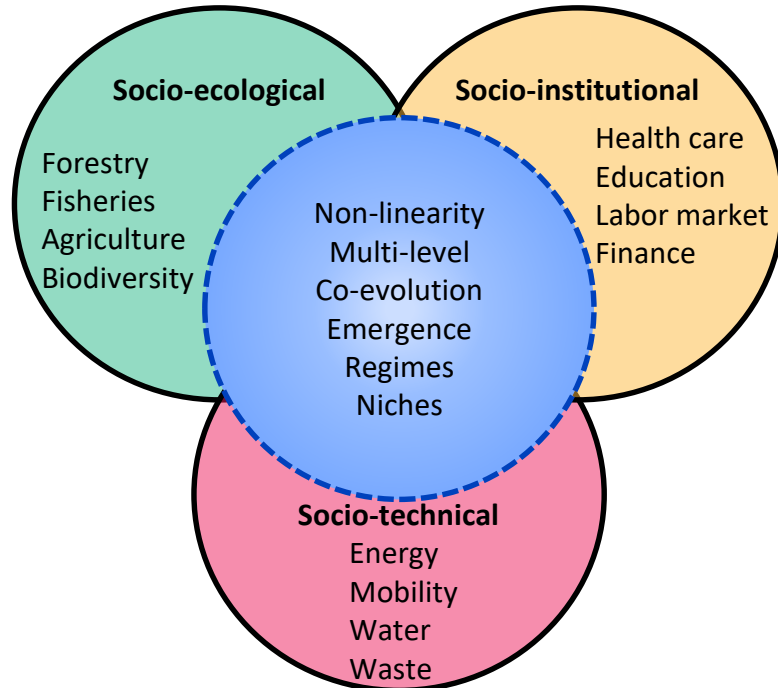 Socio-ecological
Forestry
Fisheries
Agriculture
Biodiversity
Socio-institutional
Health care
Education
Labor market
Finance
Non-linearity
Multi-level
Co-evolution
Emergence
Regimes
Niches
Socio-technical
Energy
Mobility
Water
Waste